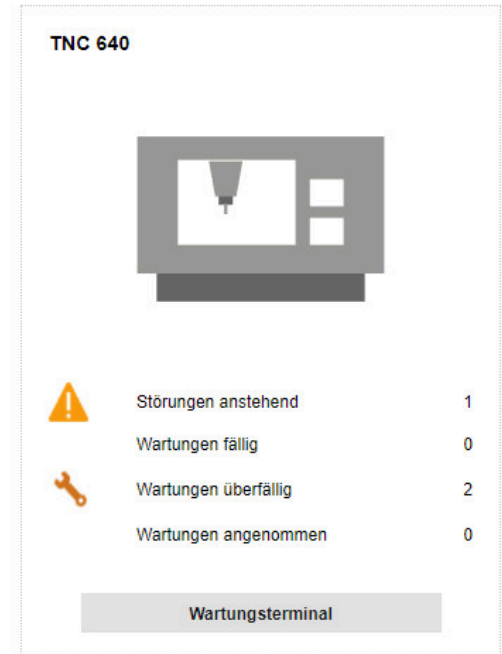 TNC 640
Störungen anstehend 1
Wartungen fällig 0
Wartungen überfällig 2
Wartungen angenommen 0
Wartungsterminal